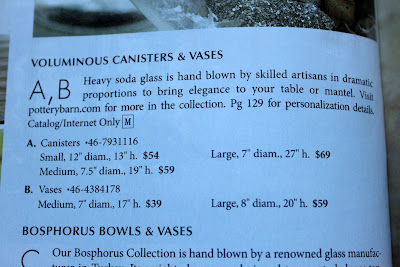 VOLUMINOUS CANISTERS & VASES
A, B Heavy soda glass is hand blown by skilled artisans in dramatic
proportions to bring elegance to your table or mantel. Visit
potterybarn.com for more in the collection. Pg 129 for personalization details.
Catalog/Internet Only M
A. Canisters •46-7931116
Small, 12" diam., 13" h. $54 Large, 7" diam., 27" h. $69
Medium, 7.5" diam., 19" h. $59
B. Vases •46-4384178
Medium, 7" diam., 17" h. $39 Large, 8" diam., 20" h. $59
BOSPHORUS BOWLS & VASES
C Our Bosphorus Collection is hand blown by a renowned glass manufac-